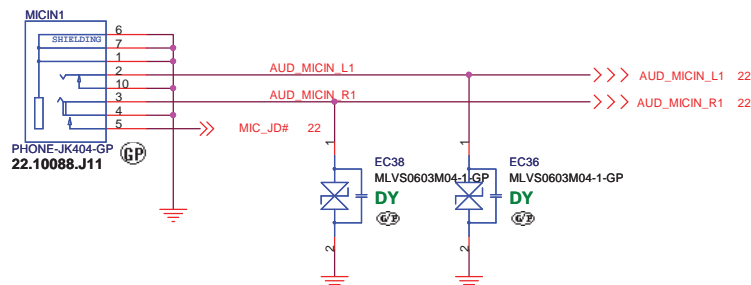 MICIN1
SHIELDING
6
7
1
2
10
3
4
5
AUD_MICIN_L1
AUD_MICIN_R1
MIC_JD# 22
AUD_MICIN_L1 22
AUD_MICIN_R1 22
PHONE-JK404-GP
22.10088.J11
GP
1
EC38
MLVS0603M04-1-GP
DY
G/P
2
1
EC36
MLVS0603M04-1-GP
DY
G/P
2